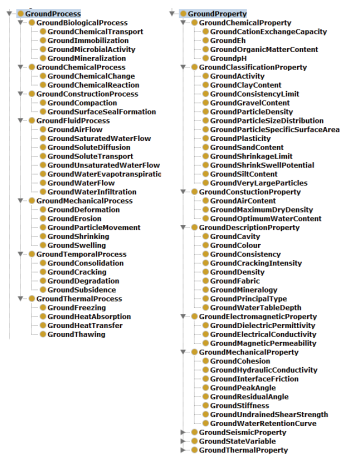 GroundProcess
GroundBiologicalProcess
GroundChemicalTransport
GroundImmobilization
GroundMicrobialActivity
GroundMineralization
GroundChemicalProcess
GroundChemicalChange
GroundChemicalReaction
GroundConstructionProcess
GroundCompaction
GroundSurfaceSealFormation
GroundFluidProcess
GroundAirFlow
GroundSaturatedWaterFlow
GroundSoluteDiffusion
GroundSoluteTransport
GroundUnsaturatedWaterFlow
GroundWaterEvapotranspiratic
GroundWaterFlow
GroundWaterInfiltration
GroundMechanicalProcess
GroundDeformation
GroundErosion
GroundParticleMovement
GroundShrinking
GroundSwelling
GroundTemporalProcess
GroundConsolidation
GroundCracking
GroundDegradation
GroundSubsidence
GroundThermalProcess
GroundFreezing
GroundHeatAbsorption
GroundHeatTransfer
GroundThawing
GroundProperty
GroundChemicalProperty
GroundCationExchangeCapacity
GroundEh
GroundOrganicMatterContent
GroundpH
GroundClassificationProperty
GroundActivity
GroundClayContent
GroundConsistencyLimit
GroundGravelContent
GroundParticleDensity
GroundParticleSizeDistribution
GroundParticleSpecificSurfaceArea
GroundPlasticity
GroundSandContent
GroundShrinkageLimit
GroundShrinkSwellPotential
GroundSiltContent
GroundVeryLargeParticles
GroundConstuctionProperty
GroundAirContent
GroundMaximumDryDensity
GroundOptimumWaterContent
GroundDescriptionProperty
GroundCavity
GroundColour
GroundConsistency
GroundCrackingIntensity
GroundDensity
GroundFabric
GroundMineralogy
GroundPrincipalType
GroundWaterTableDepth
GroundElectromagneticProperty
GroundDielectricPermittivity
GroundElectricalConductivity
GroundMagneticPermeability
GroundMechanicalProperty
GroundCohesion
GroundHydraulicConductivity
GroundInterfaceFriction
GroundPeakAngle
GroundResidualAngle
GroundStiffness
GroundUndrainedShearStrength
GroundWaterRetentionCurve
GroundSeismicProperty
GroundStateVariable
GroundThermalProperty